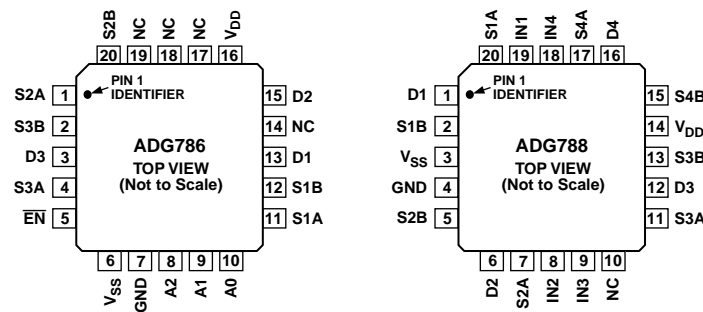 S2B NC NC NC VDD
20 19 18 17 16
PIN 1
IDENTIFIER
S2A 1
S3B 2
D3 3
S3A 4
E̅N̅ 5
ADG786
TOP VIEW
(Not to Scale)
15 D2
14 NC
13 D1
12 S1B
11 S1A
6 7 8 9 10
VSS GND A2 A1 A0
S1A IN1 IN4 S4A D4
20 19 18 17 16
PIN 1
IDENTIFIER
D1 1
S1B 2
VSS 3
GND 4
S2B 5
ADG788
TOP VIEW
(Not to Scale)
15 S4B
14 VDD
13 S3B
12 D3
11 S3A
6 7 8 9 10
D2 S2A IN2 IN3 NC